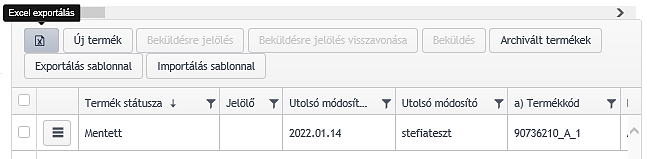 Excel exportálás
Új termék Beküldésre jelölés Beküldésre jelölés visszavonása Beküldés Archivált termékek
Exportálás sablonnal Importálás sablonnal
Termék státusza ↓ Jelölő Utolsó módosít... Utolsó módosító a) Termékkód
Mentett 2022.01.14 stefiateszt 90736210_A_1